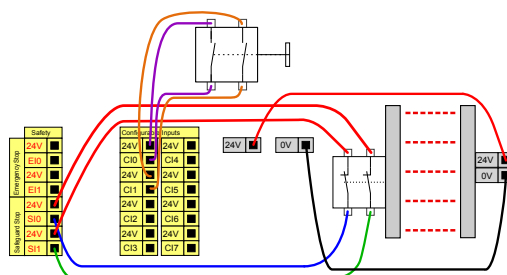 Safety
Emergency Stop
24V
EI0
24V
EI1
Safeguard Stop
24V
SI0
24V
SI1
Configurable Inputs
24V 24V
CI0 CI4
24V 24V
CI1 CI5
24V 24V
CI2 CI6
24V 24V
CI3 CI7
24V
0V
24V
0V